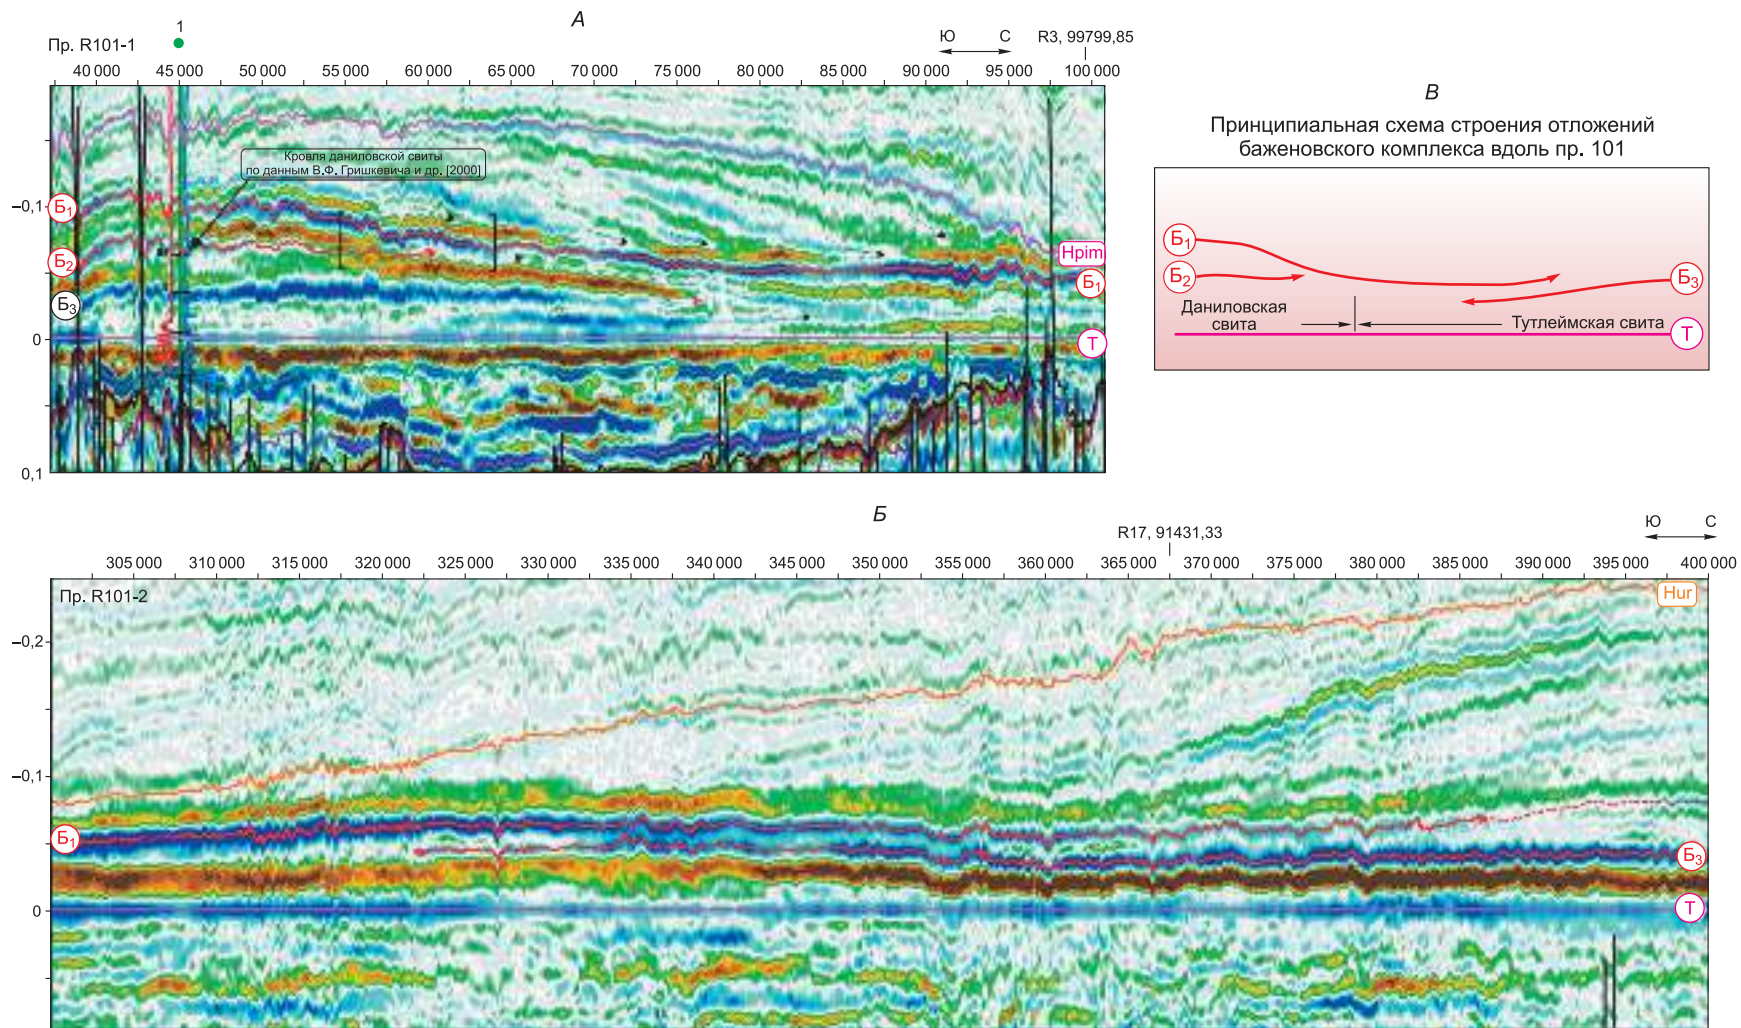 А
1
Пр. R101-1
Ю С
R3, 99799,85
40 000 45 000 50 000 55 000 60 000 65 000 70 000 75 000 80 000 85 000 90 000 95 000 100 000
Кровля даниловской свиты
по данным В.Ф. Гришкевича и др. [2000]
–0,1
0
0,1
Б1
Б2
Б3
Hpim
Б1
Т
В
Принципиальная схема строения отложений
баженовского комплекса вдоль пр. 101
Б1
Б2
Б3
Даниловская
свита
Тутлеймская свита
Т
Б
R17, 91431,33
Ю С
305 000 310 000 315 000 320 000 325 000 330 000 335 000 340 000 345 000 350 000 355 000 360 000 365 000 370 000 375 000 380 000 385 000 390 000 395 000 400 000
Пр. R101-2
Hur
–0,2
–0,1
0
Б1
Б3
Т